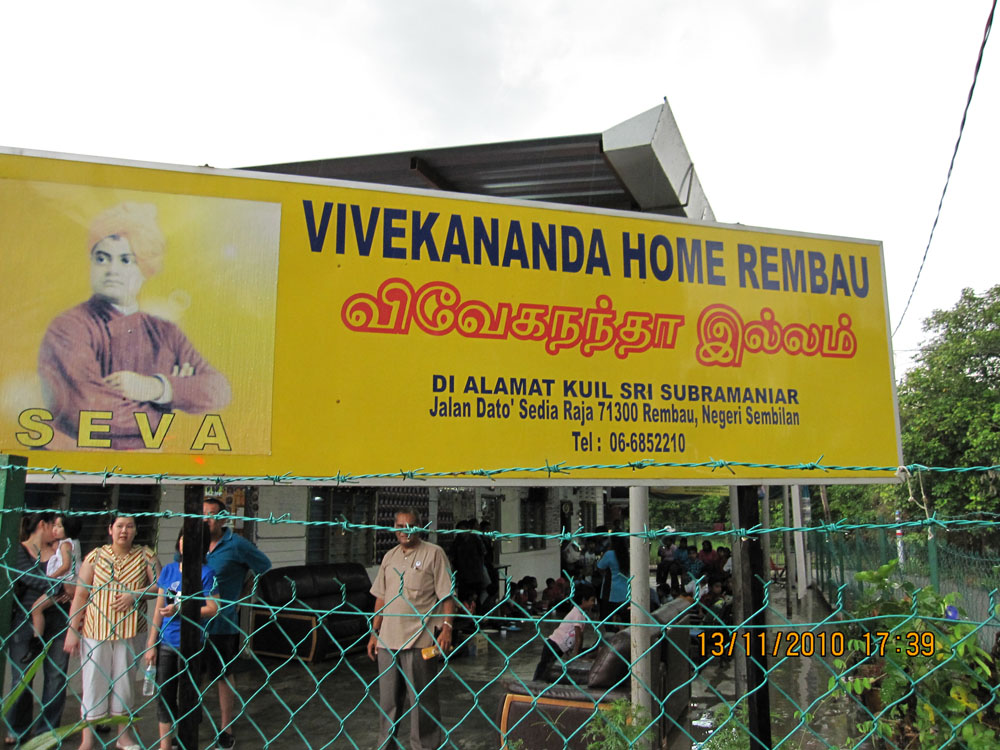 VIVEKANANDA HOME REMBAU
விவேகநந்தா இல்லம்
DI ALAMAT KUIL SRI SUBRAMANIAR
Jalan Dato' Sedia Raja 71300 Rembau, Negeri Sembilan
Tel : 06-6852210
SEVA
13/11/2010 17:39